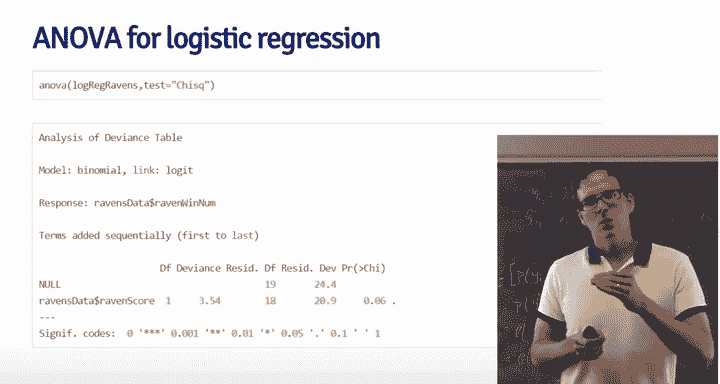 ANOVA for logistic regression
anova(logRegRavens,test="Chisq")
Analysis of Deviance Table
Model: binomial, link: logit
Response: ravensData$ravenWinNum
Terms added sequentially (first to last)
Df Deviance Resid. Df Resid. Dev Pr(>Chi)
NULL 19 24.4
ravensData$ravenScore 1 3.54 18 20.9 0.06 .
---
Signif. codes: 0 '***' 0.001 '**' 0.01 '*' 0.05 '.' 0.1 ' ' 1